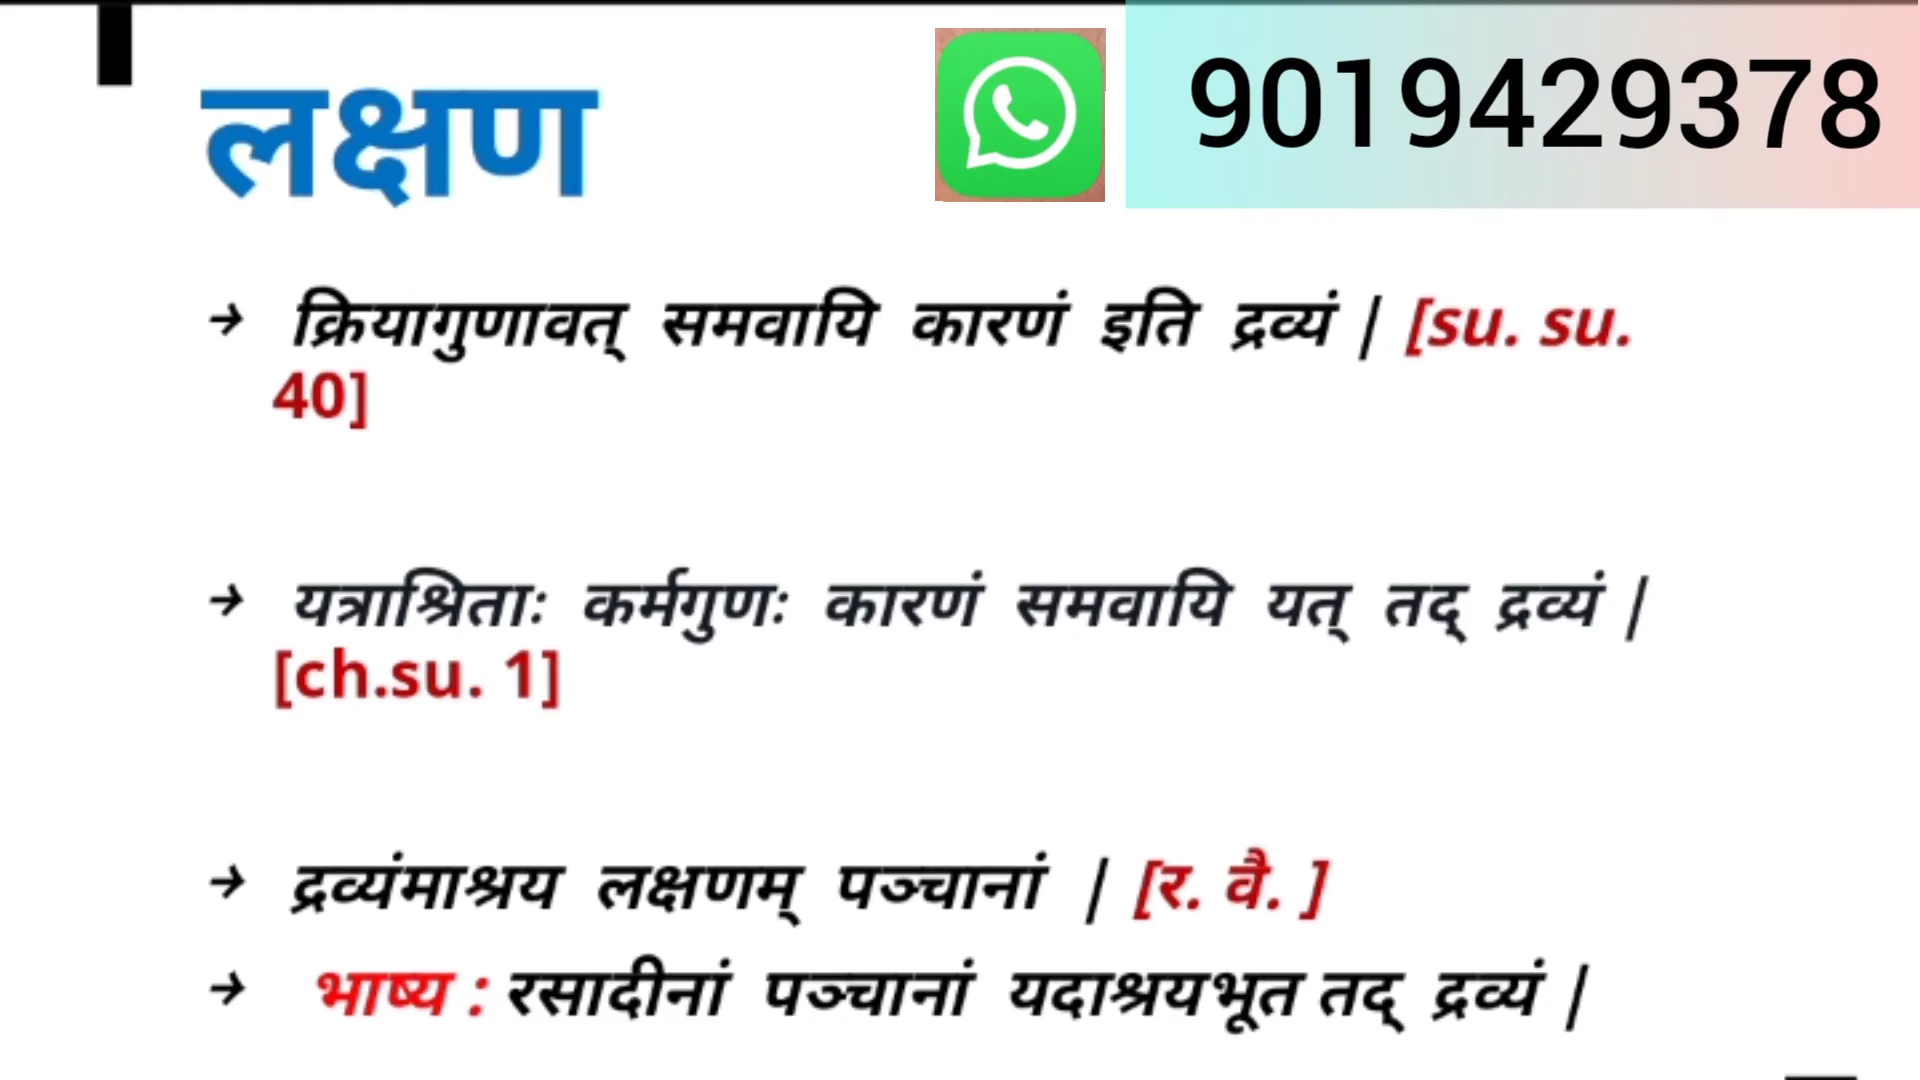 9019429378
लक्षण
→ क्रियागुणावत् समवायि कारणं इति द्रव्यं | [su. su.
40]
→ यत्राश्रिताः कर्मगुणः कारणं समवायि यत् तद् द्रव्यं |
[ch.su. 1]
→ द्रव्यंमाश्रय लक्षणम् पञ्चानां | [र. वै. ]
→ भाष्य : रसादीनां पञ्चानां यदाश्रयभूत तद् द्रव्यं |